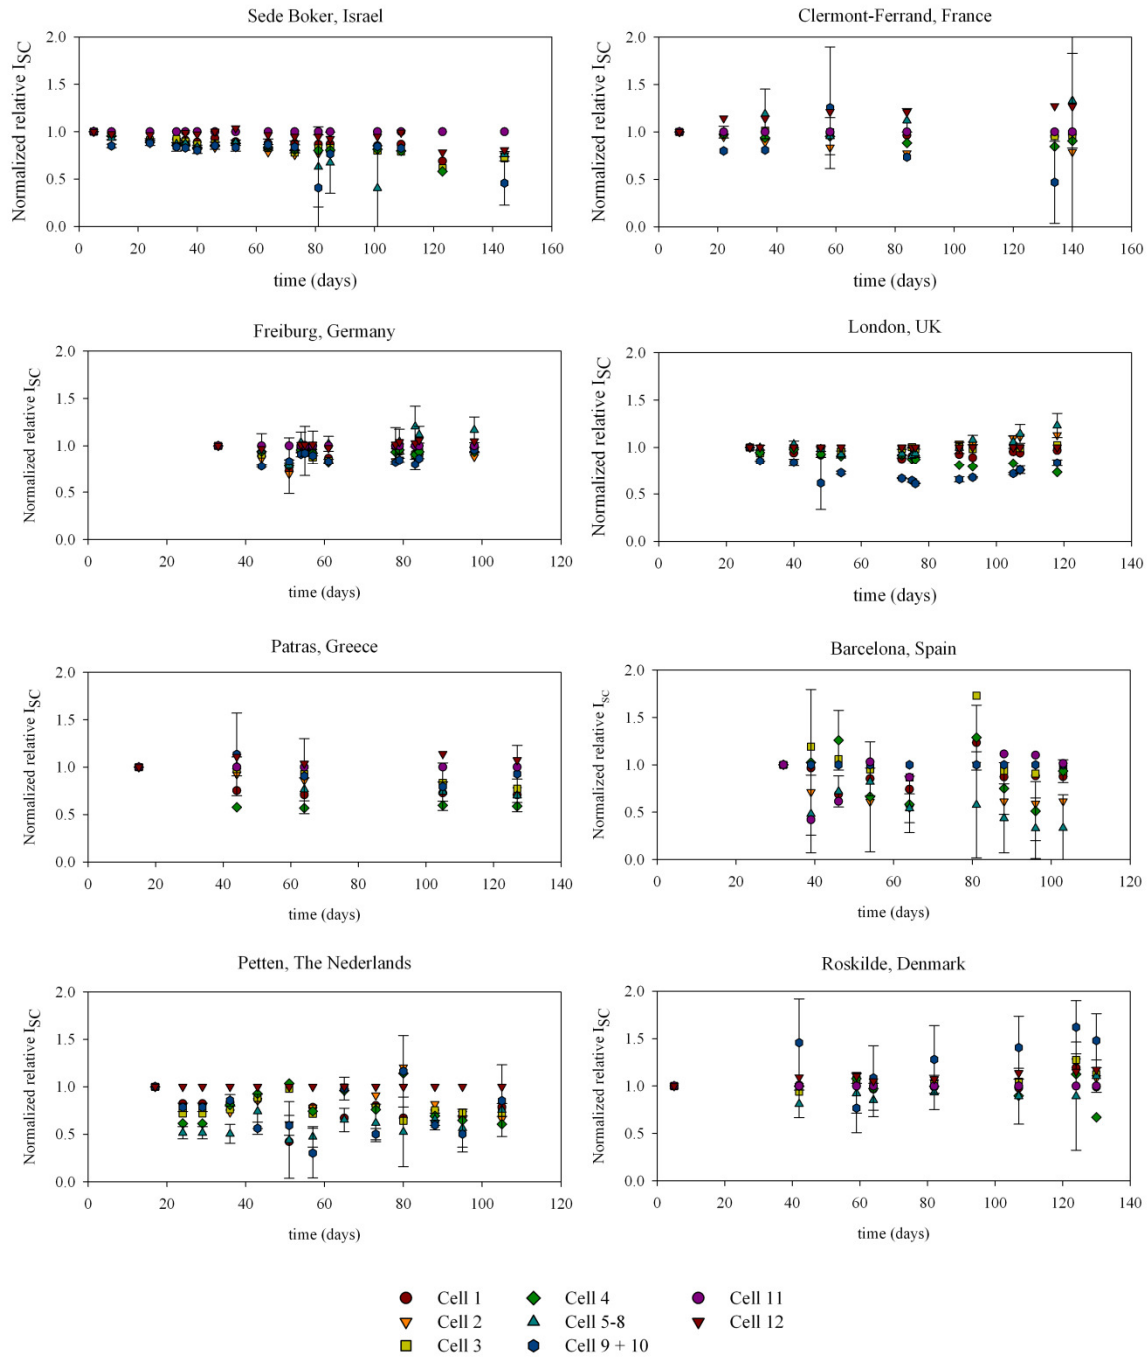 Sede Boker, Israel
Normalized relative ISC
2.0
1.5
1.0
0.5
0.0
0 20 40 60 80 100 120 140 160
time (days)
Clermont-Ferrand, France
Normalized relative ISC
2.0
1.5
1.0
0.5
0.0
0 20 40 60 80 100 120 140 160
time (days)
Freiburg, Germany
Normalized relative ISC
2.0
1.5
1.0
0.5
0.0
0 20 40 60 80 100 120
time (days)
London, UK
Normalized relative ISC
2.0
1.5
1.0
0.5
0.0
0 20 40 60 80 100 120 140
time (days)
Patras, Greece
Normalized relative ISC
2.0
1.5
1.0
0.5
0.0
0 20 40 60 80 100 120 140
time (days)
Barcelona, Spain
Normalized relative ISC
2.0
1.5
1.0
0.5
0.0
0 20 40 60 80 100 120
time (days)
Petten, The Nederlands
Normalized relative ISC
2.0
1.5
1.0
0.5
0.0
0 20 40 60 80 100 120
time (days)
Roskilde, Denmark
Normalized relative ISC
2.0
1.5
1.0
0.5
0.0
0 20 40 60 80 100 120 140
time (days)
Cell 1 Cell 4 Cell 11
Cell 2 Cell 5-8 Cell 12
Cell 3 Cell 9 + 10